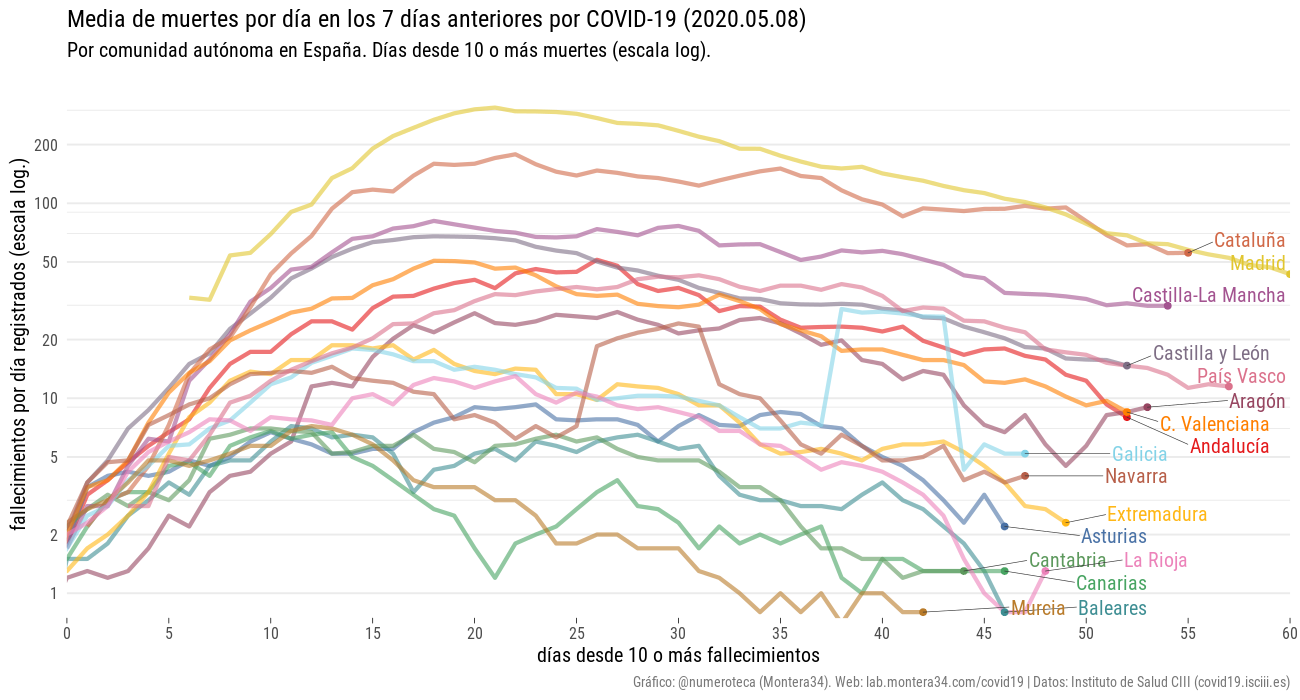 Media de muertes por día en los 7 días anteriores por COVID-19 (2020.05.08)
Por comunidad autónoma en España. Días desde 10 o más muertes (escala log).
fallecimientos por día registrados (escala log.)
200
100
50
20
10
5
2
1
Cataluña
Madrid
Castilla-La Mancha
Castilla y León
País Vasco
Aragón
C. Valenciana
Andalucía
Galicia
Navarra
Extremadura
Asturias
Cantabria
La Rioja
Canarias
Murcia
Baleares
0 5 10 15 20 25 30 35 40 45 50 55 60
días desde 10 o más fallecimientos
Gráfico: @numeroteca (Montera34). Web: lab.montera34.com/covid19 | Datos: Instituto de Salud CIII (covid19.isciii.es)